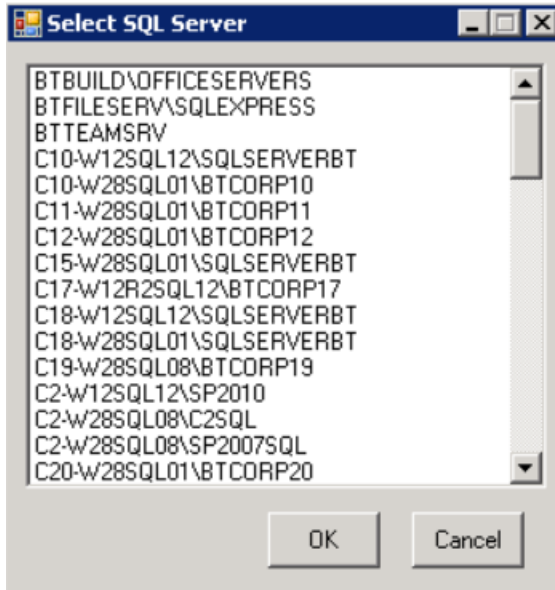 Select SQL Server
BTBUILD\OFFICESERVERS
BTFILESERV\SQLEXPRESS
BTTEAMSRV
C10-W12SQL12\SQLSERVERBT
C10-W28SQL01\BTCORP10
C11-W28SQL01\BTCORP11
C12-W28SQL01\BTCORP12
C15-W28SQL01\SQLSERVERBT
C17-W12R2SQL12\BTCORP17
C18-W12SQL12\SQLSERVERBT
C18-W28SQL01\SQLSERVERBT
C19-W28SQL08\BTCORP19
C2-W12SQL12\SP2010
C2-W28SQL08\C2SQL
C2-W28SQL08\SP2007SQL
C20-W28SQL01\BTCORP20
OK
Cancel